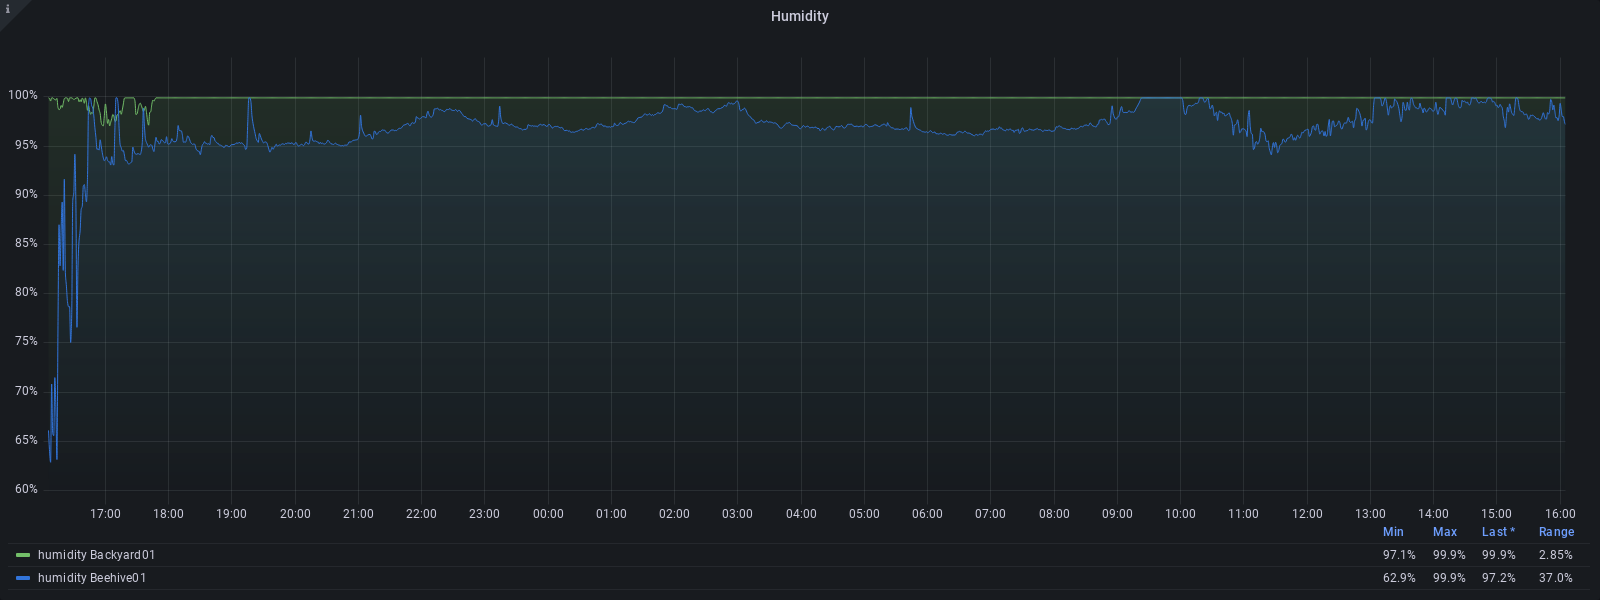 i
Humidity
100%
95%
90%
85%
80%
75%
70%
65%
60%
17:00 18:00 19:00 20:00 21:00 22:00 23:00 00:00 01:00 02:00 03:00 04:00 05:00 06:00 07:00 08:00 09:00 10:00 11:00 12:00 13:00 14:00 15:00 16:00
Min Max Last * Range
humidity Backyard01 97.1% 99.9% 99.9% 2.85%
humidity Beehive01 62.9% 99.9% 97.2% 37.0%